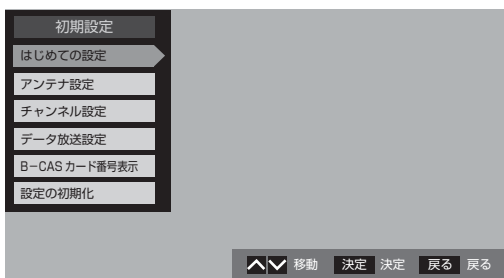 初期設定
はじめての設定
アンテナ設定
チャンネル設定
データ放送設定
B-CASカード番号表示
設定の初期化
移動 決定 決定 戻る 戻る